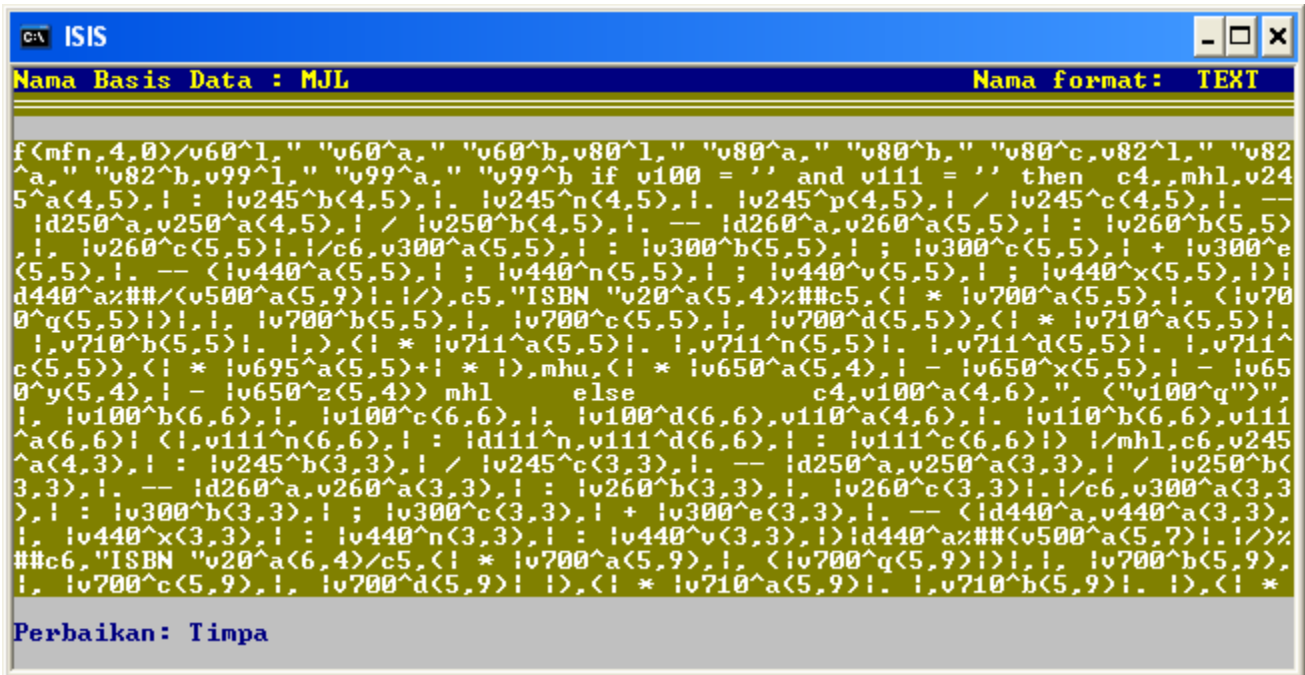 ISIS
Nama Basis Data : MJL Nama format: TEXT
f(mfn,4,0)/v60^l," "v60^a," "v60^b,v80^l," "v80^a," "v80^b," "v80^c,v82^l," "v82
^a," "v82^b,v99^l," "v99^a," "v99^b if v100 = '' and v111 = '' then  c4,,mhl,v24
5^a(4,5),| : |v245^b(4,5),|. |v245^n(4,5),|. |v245^p(4,5),| / |v245^c(4,5),|. --
 |d250^a,v250^a(4,5),| / |v250^b(4,5),|. -- |d260^a,v260^a(5,5),| : |v260^b(5,5)
,|, |v260^c(5,5)|.|/c6,v300^a(5,5),| : |v300^b(5,5),| ; |v300^c(5,5),| + |v300^e
(5,5),|. -- (|v440^a(5,5),| ; |v440^n(5,5),| ; |v440^v(5,5),| ; |v440^x(5,5),|)|
d440^a%##/(v500^a(5,9)|.|/),c5,"ISBN "v20^a(5,4)%##c5,(| * |v700^a(5,5),|, (|v70
0^q(5,5)|)|,|, |v700^b(5,5),|, |v700^c(5,5),|, |v700^d(5,5)),(| * |v710^a(5,5)|.
 |,v710^b(5,5)|. |,),(| * |v711^a(5,5)|. |,v711^n(5,5)|. |,v711^d(5,5)|. |,v711^
c(5,5)),(| * |v695^a(5,5)+| * |),mhu,(| * |v650^a(5,4),| - |v650^x(5,5),| - |v65
0^y(5,4),| - |v650^z(5,4)) mhl     else            c4,v100^a(4,6),", ("v100^q")",
|, |v100^b(6,6),|, |v100^c(6,6),|, |v100^d(6,6),v110^a(4,6),|. |v110^b(6,6),v111
^a(6,6)| (|,v111^n(6,6),| : |d111^n,v111^d(6,6),| : |v111^c(6,6)|) |/mhl,c6,v245
^a(4,3),| : |v245^b(3,3),| / |v245^c(3,3),|. -- |d250^a,v250^a(3,3),| / |v250^b(
3,3),|. -- |d260^a,v260^a(3,3),| : |v260^b(3,3),|, |v260^c(3,3)|.|/c6,v300^a(3,3
),| : |v300^b(3,3),| ; |v300^c(3,3),| + |v300^e(3,3),|. -- (|d440^a,v440^a(3,3),
|, |v440^x(3,3),| : |v440^n(3,3),| : |v440^v(3,3),|)|d440^a%##(v500^a(5,7)|.|/)%
##c6,"ISBN "v20^a(6,4)/c5,(| * |v700^a(5,9),|, (|v700^q(5,9)|)|,|, |v700^b(5,9),
|, |v700^c(5,9),|, |v700^d(5,9)| |),(| * |v710^a(5,9)|. |,v710^b(5,9)|. |),(| *
Perbaikan: Timpa